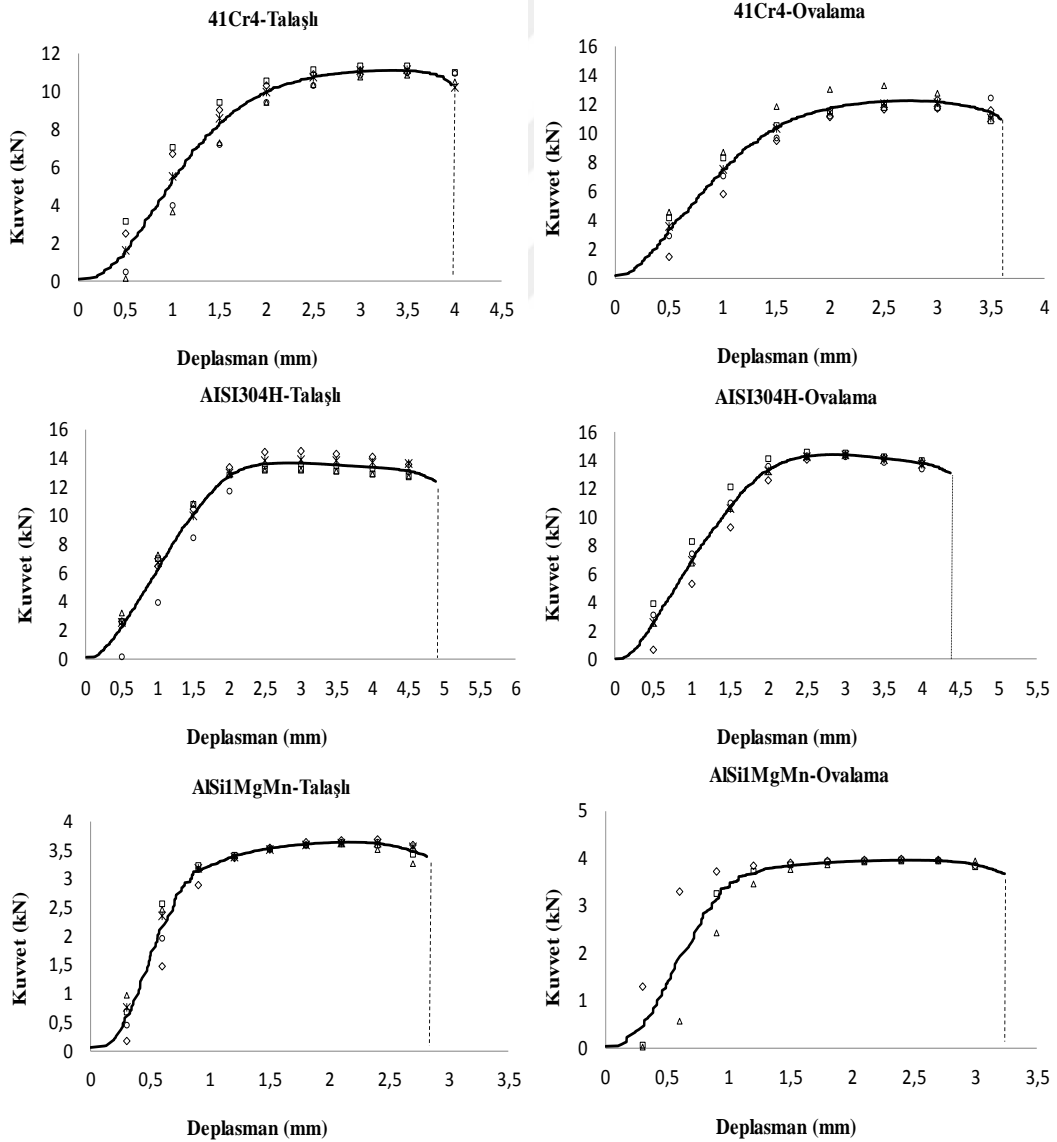 41Cr4-Talaşlı
Kuvvet (kN)
12
10
8
6
4
2
0
0 0,5 1 1,5 2 2,5 3 3,5 4 4,5
Deplasman (mm)
41Cr4-Ovalama
Kuvvet (kN)
16
14
12
10
8
6
4
2
0
0 0,5 1 1,5 2 2,5 3 3,5 4
Deplasman (mm)
AISI304H-Talaşlı
Kuvvet (kN)
16
14
12
10
8
6
4
2
0
0 0,5 1 1,5 2 2,5 3 3,5 4 4,5 5 5,5 6
Deplasman (mm)
AISI304H-Ovalama
Kuvvet (kN)
16
14
12
10
8
6
4
2
0
0 0,5 1 1,5 2 2,5 3 3,5 4 4,5 5 5,5
Deplasman (mm)
AlSi1MgMn-Talaşlı
Kuvvet (kN)
4
3,5
3
2,5
2
1,5
1
0,5
0
0 0,5 1 1,5 2 2,5 3 3,5
Deplasman (mm)
AlSi1MgMn-Ovalama
Kuvvet (kN)
5
4
3
2
1
0
0 0,5 1 1,5 2 2,5 3 3,5
Deplasman (mm)